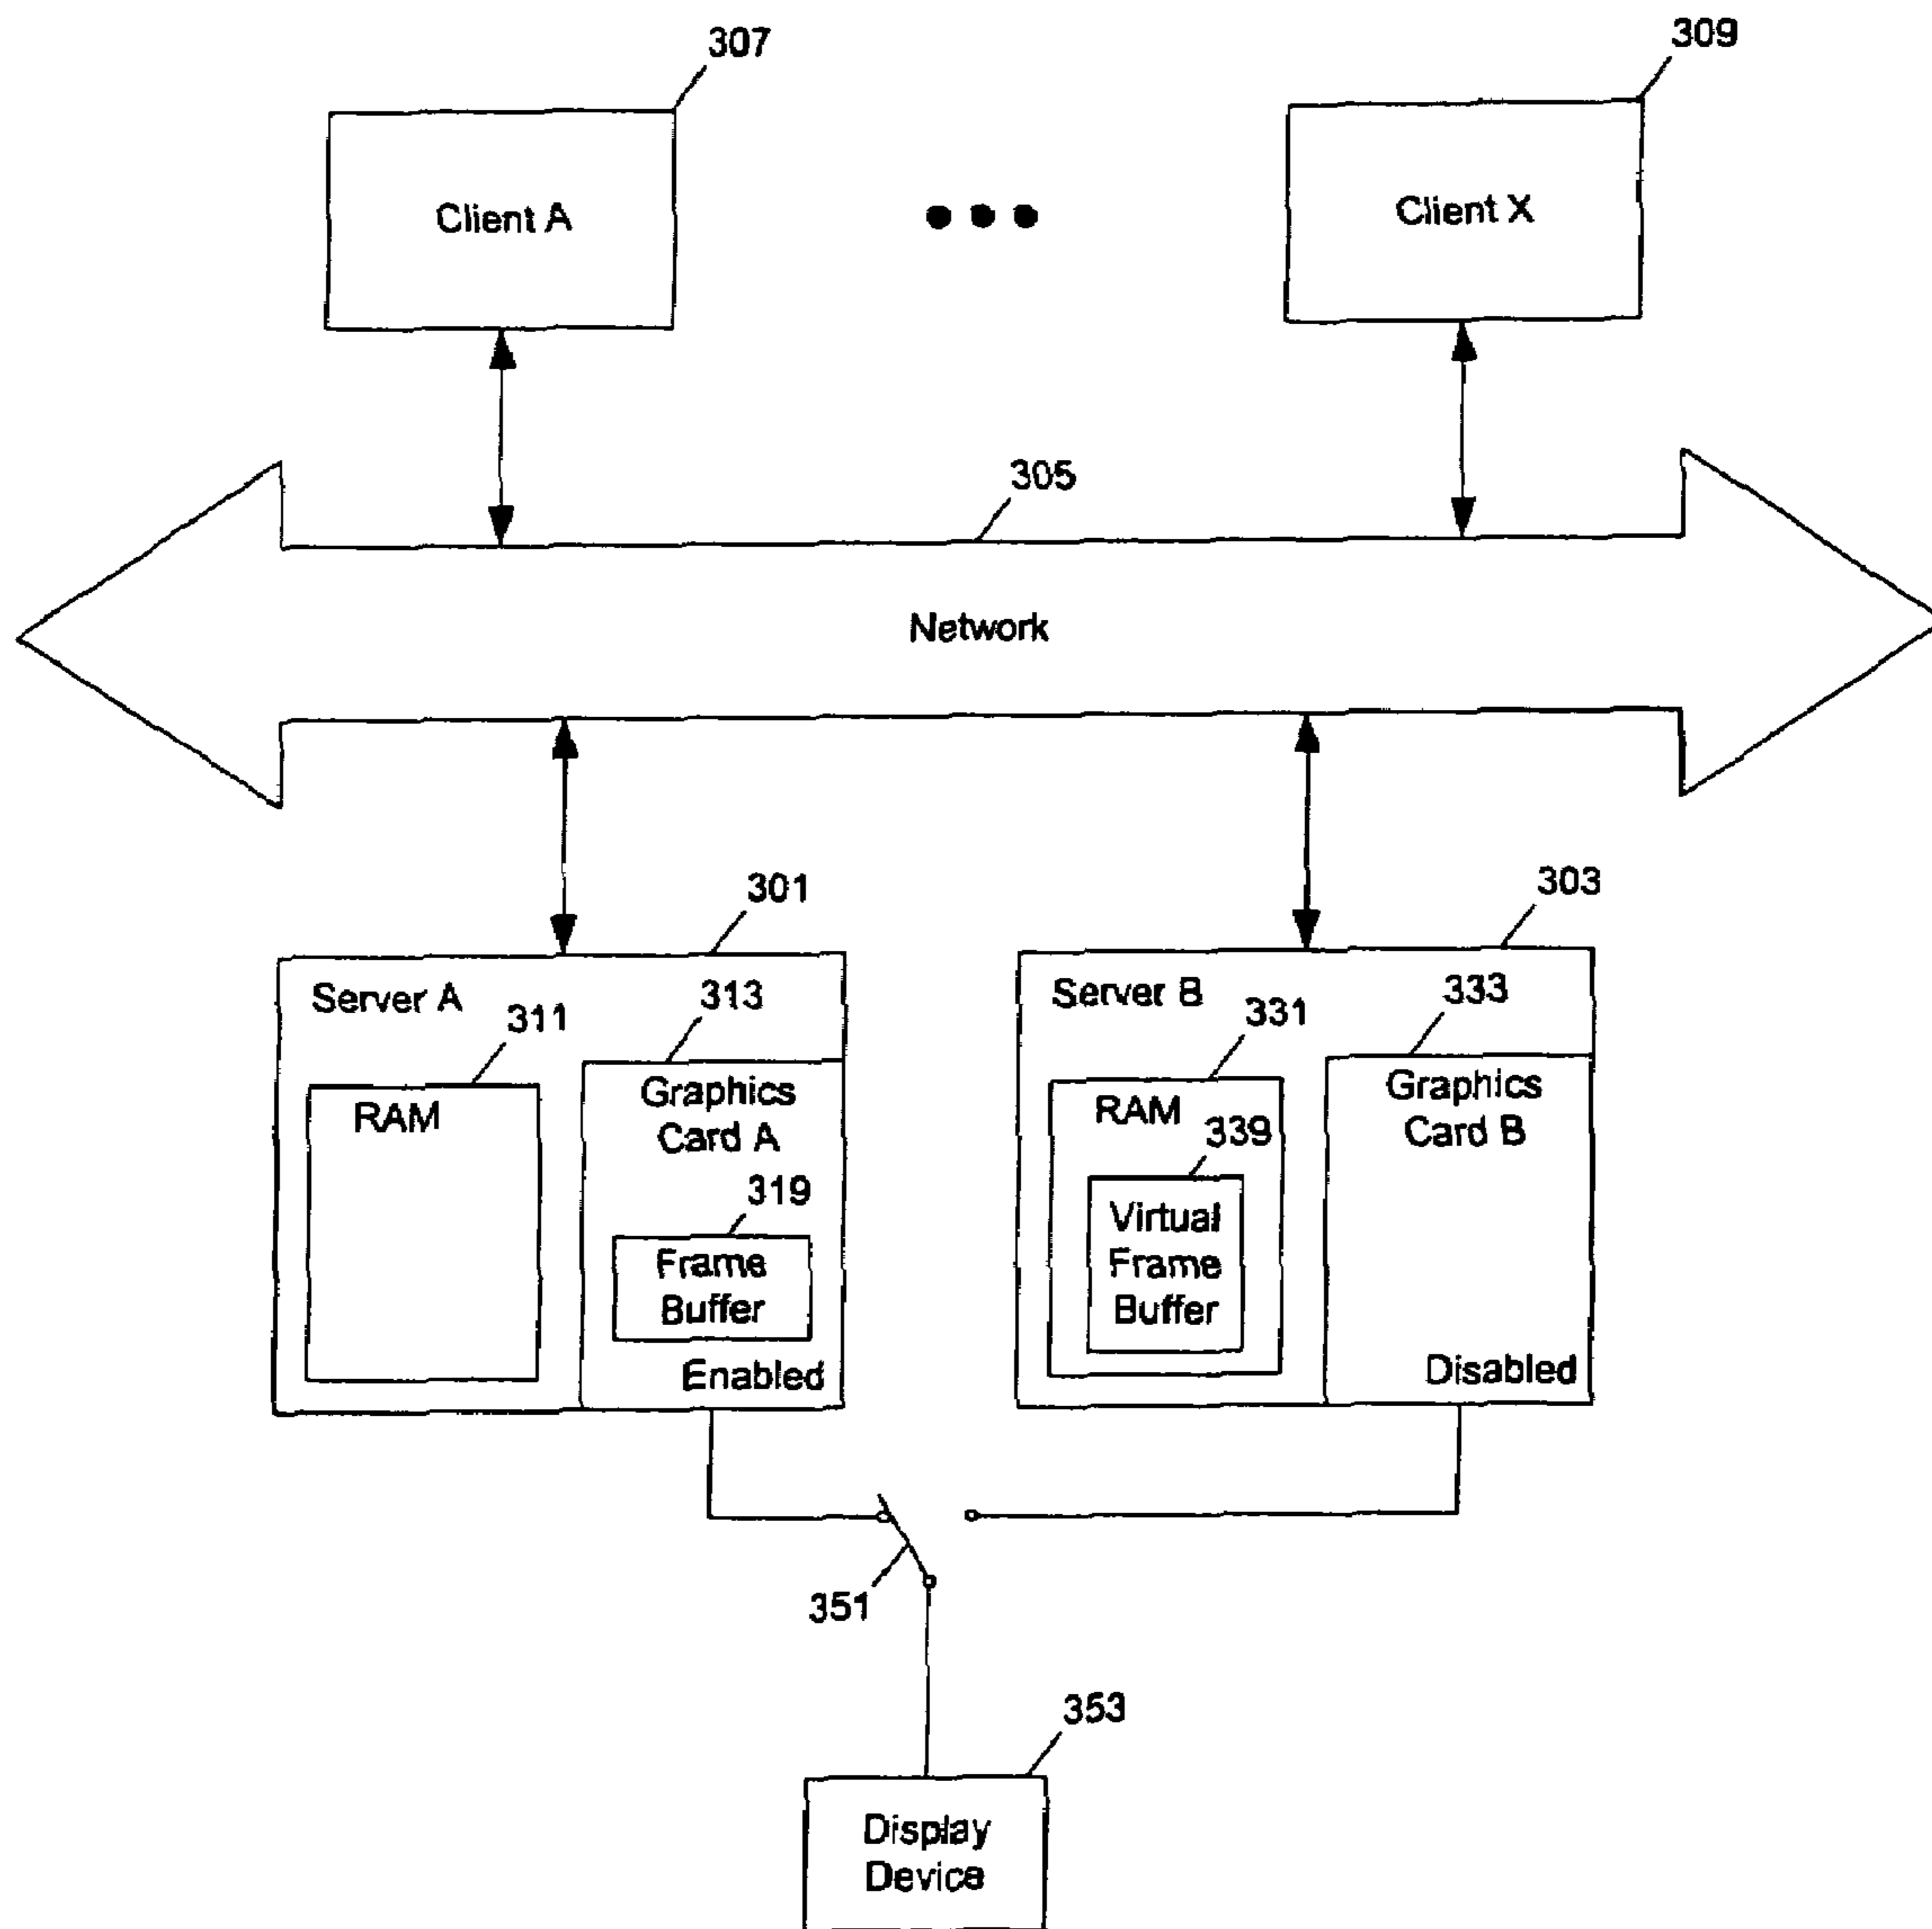 307
309
Client A
Client X
305
Network
301
303
Server A
311
313
Server B
331
333
RAM
Graphics
Card A
RAM
339
Graphics
Card B
319
Frame
Buffer
Virtual
Frame
Buffer
Enabled
Disabled
351
353
Display
Device